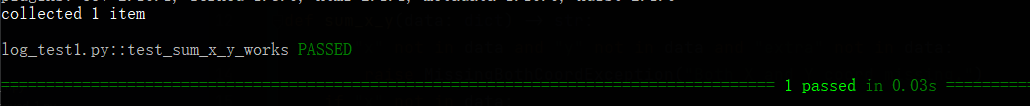 collected 1 item
log_test1.py::test_sum_x_y_works PASSED
1 passed in 0.03s